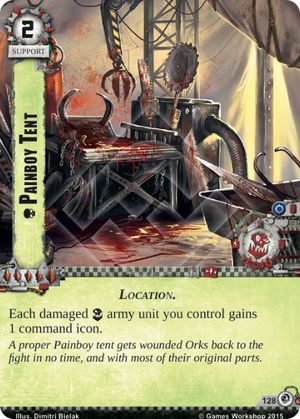 2
SUPPORT
PAINBOY TENT
LOCATION.
Each damaged army unit you control gains
1 command icon.
A proper Painboy tent gets wounded Orks back to the
fight in no time, and with most of their original parts.
128
Illus. Dimitri Bielak
© Games Workshop 2015